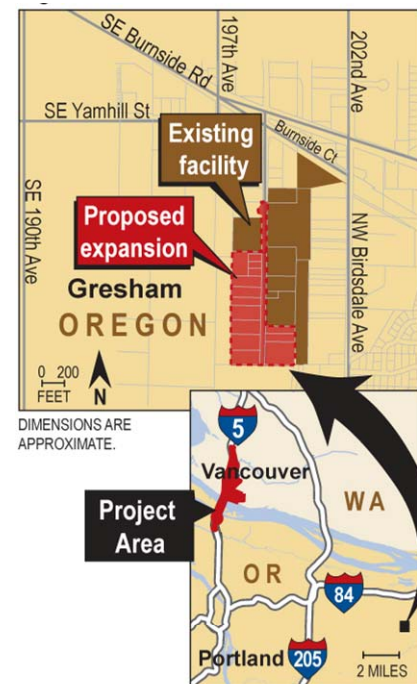 SE Burnside Rd
197th Ave
202nd Ave
SE Yamhill St
Existing
facility
Burnside Ct
SE 190th Ave
Proposed
expansion
NW Birdsdale Ave
Gresham
OREGON
0 200
FEET
N
DIMENSIONS ARE
APPROXIMATE.
5
Vancouver
WA
Project
Area
OR
84
Portland
205
2 MILES